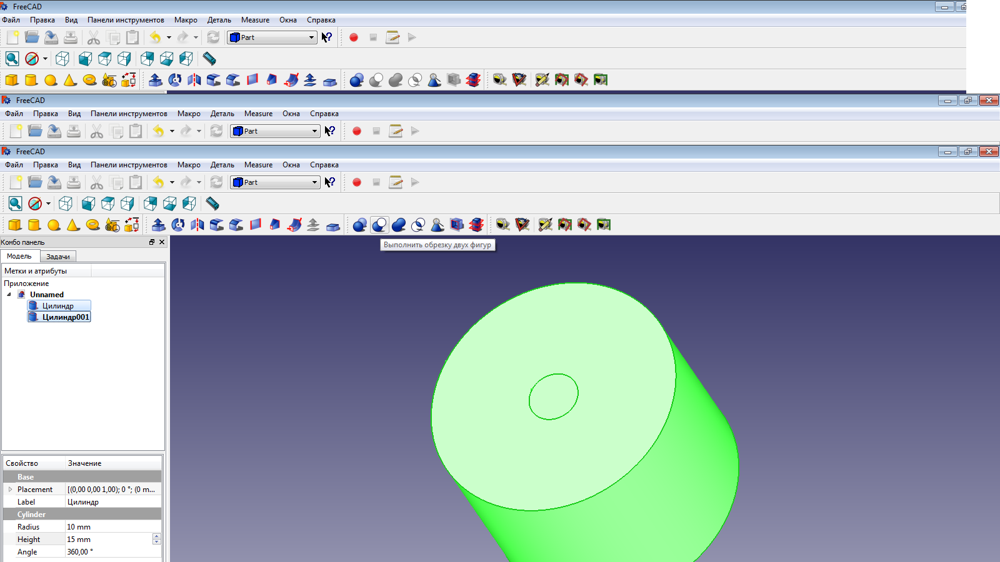 FreeCAD
Файл Правка Вид Панели инструментов Макро Деталь Measure Окна Справка
Part
FreeCAD
Файл Правка Вид Панели инструментов Макро Деталь Measure Окна Справка
Part
FreeCAD
Файл Правка Вид Панели инструментов Макро Деталь Measure Окна Справка
Part
Комбо панель
Выполнить обрезку двух фигур
Модель Задачи
Метки и атрибуты
Приложение
Unnamed
Цилиндр
Цилиндр001
Свойство Значение
Base
Placement [(0,00 0,00 1,00); 0 °; (0 m...
Label Цилиндр
Cylinder
Radius 10 mm
Height 15 mm
Angle 360,00 °